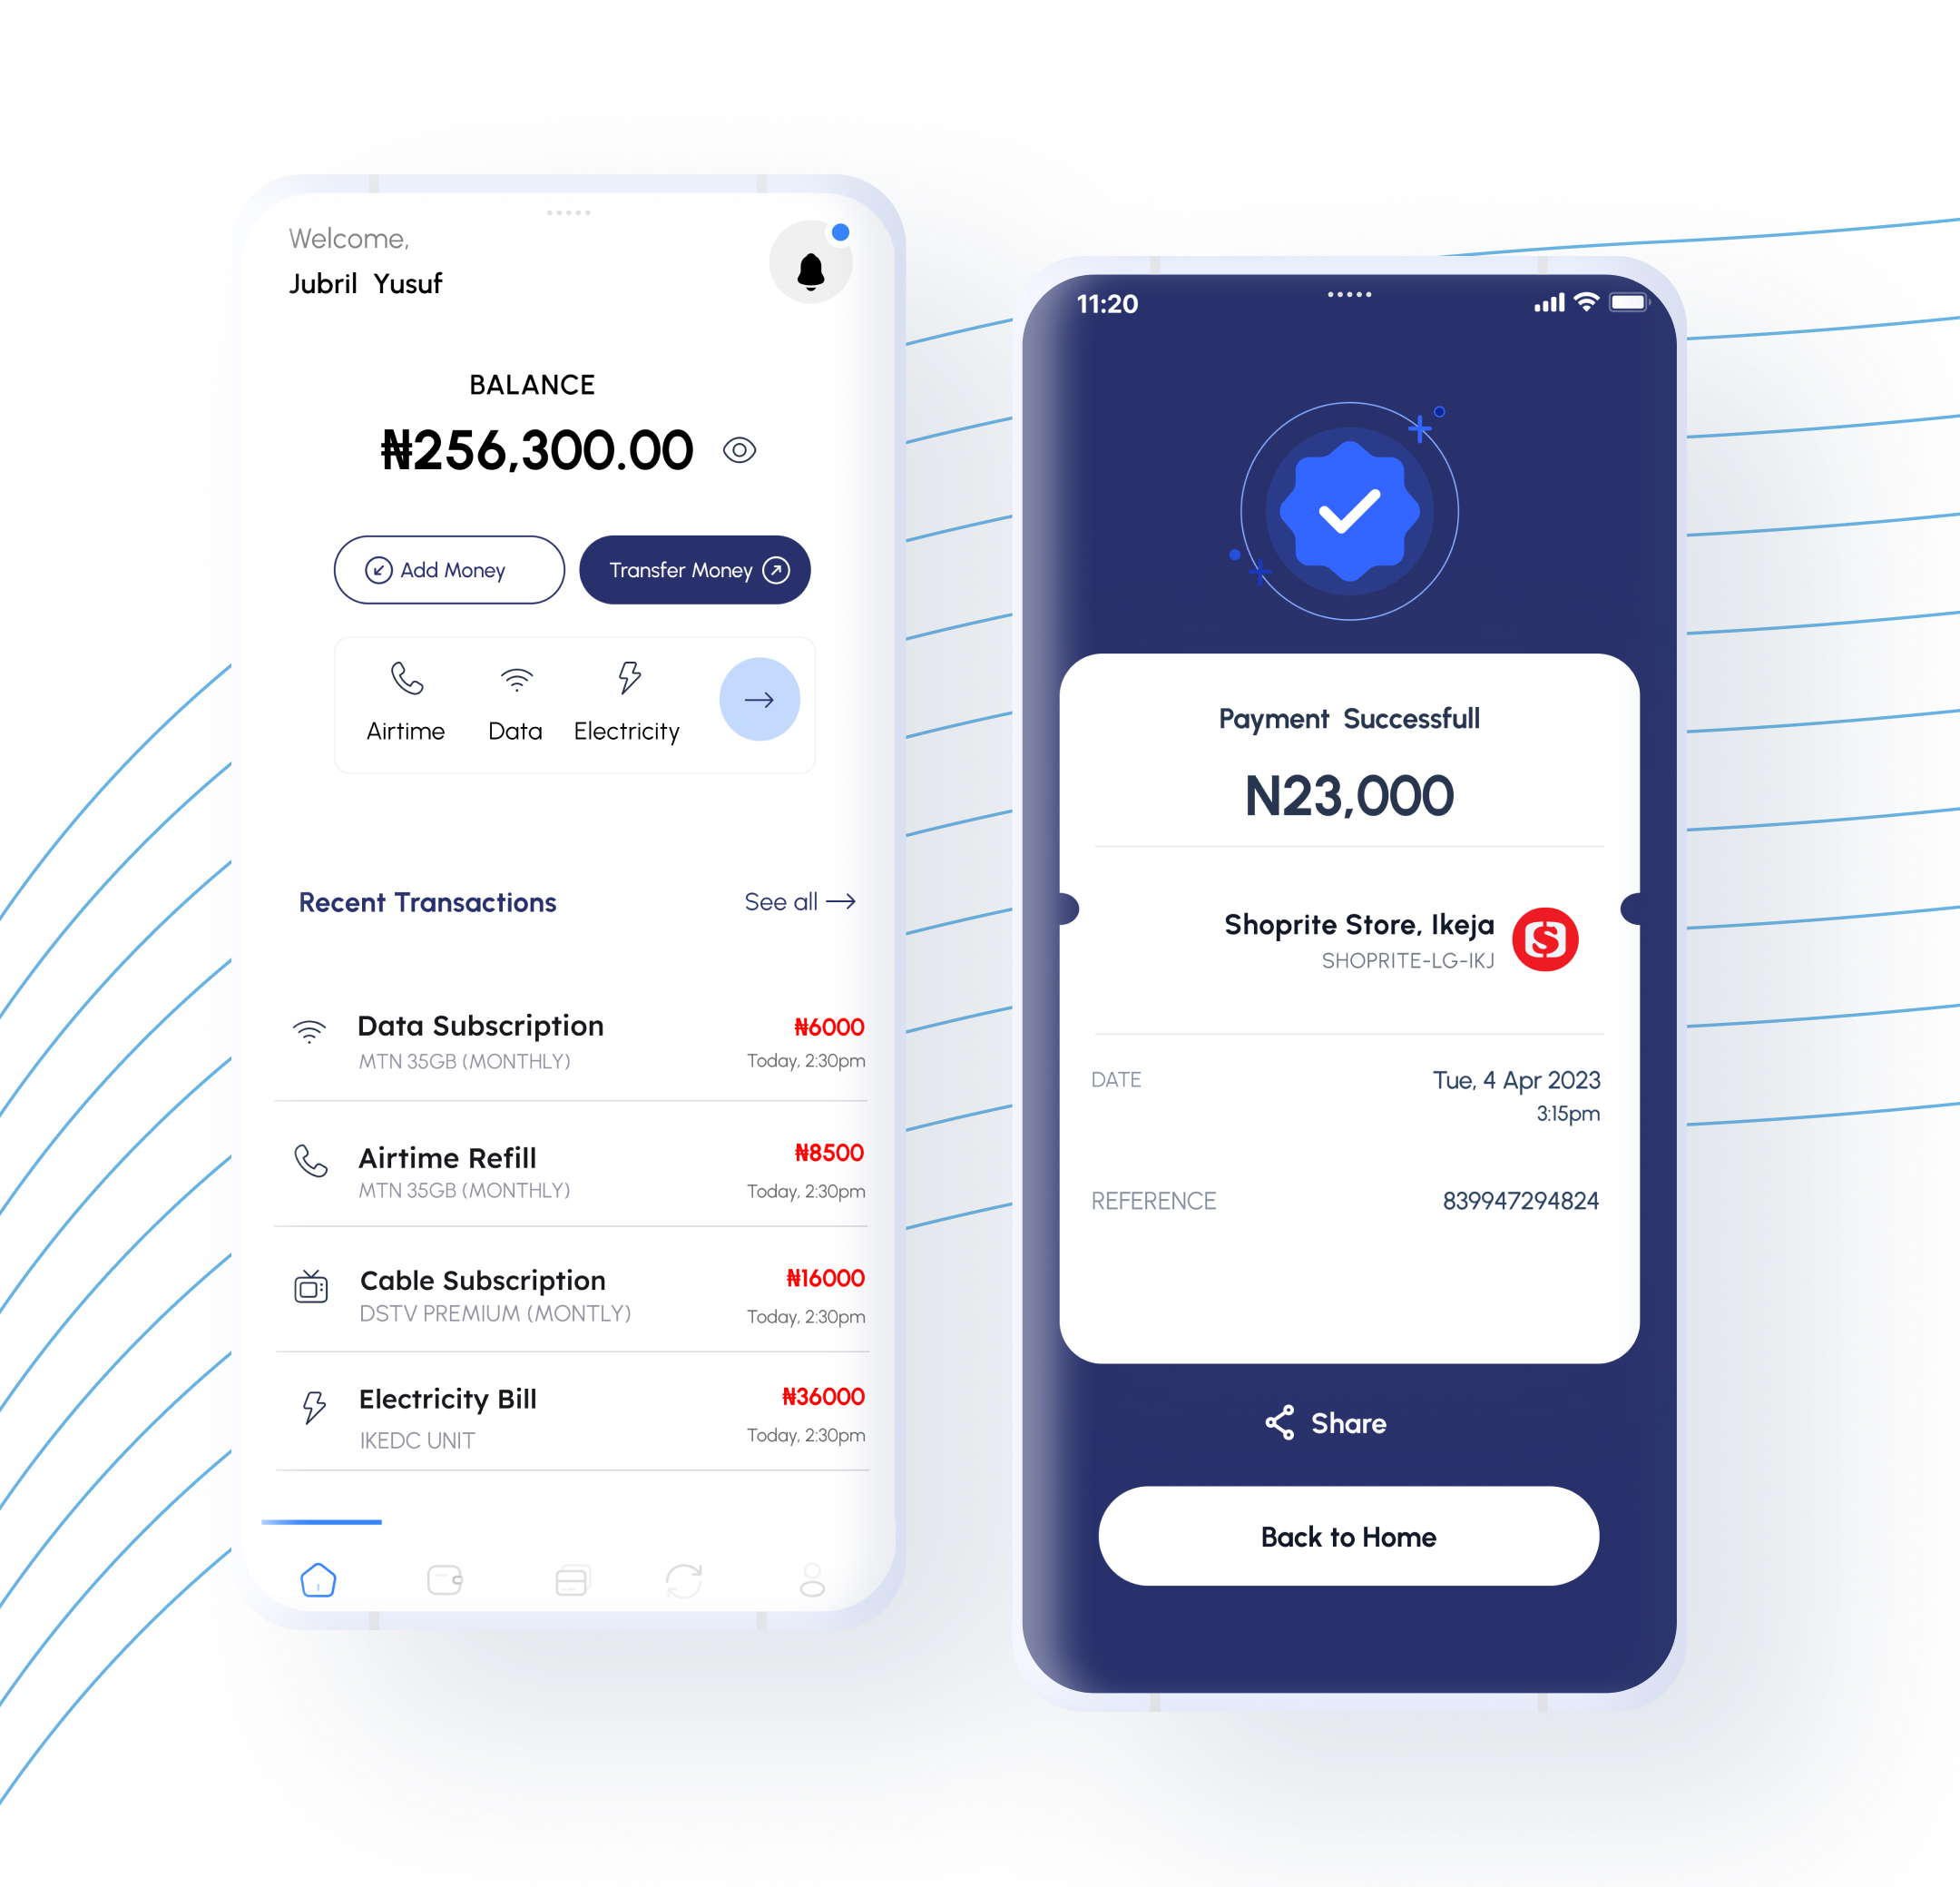 Welcome,
Jubril Yusuf
BALANCE
₦256,300.00
Add Money
Transfer Money
Airtime
Data
Electricity
Recent Transactions
See all
Data Subscription
₦6000
MTN 35GB (MONTHLY)
Today, 2:30pm
Airtime Refill
₦8500
MTN 35GB (MONTHLY)
Today, 2:30pm
Cable Subscription
₦16000
DSTV PREMIUM (MONTLY)
Today, 2:30pm
Electricity Bill
₦36000
IKEDC UNIT
Today, 2:30pm
11:20
Payment Successfull
N23,000
Shoprite Store, Ikeja
SHOPRITE-LG-IKJ
S
DATE
Tue, 4 Apr 2023
3:15pm
REFERENCE
839947294824
Share
Back to Home